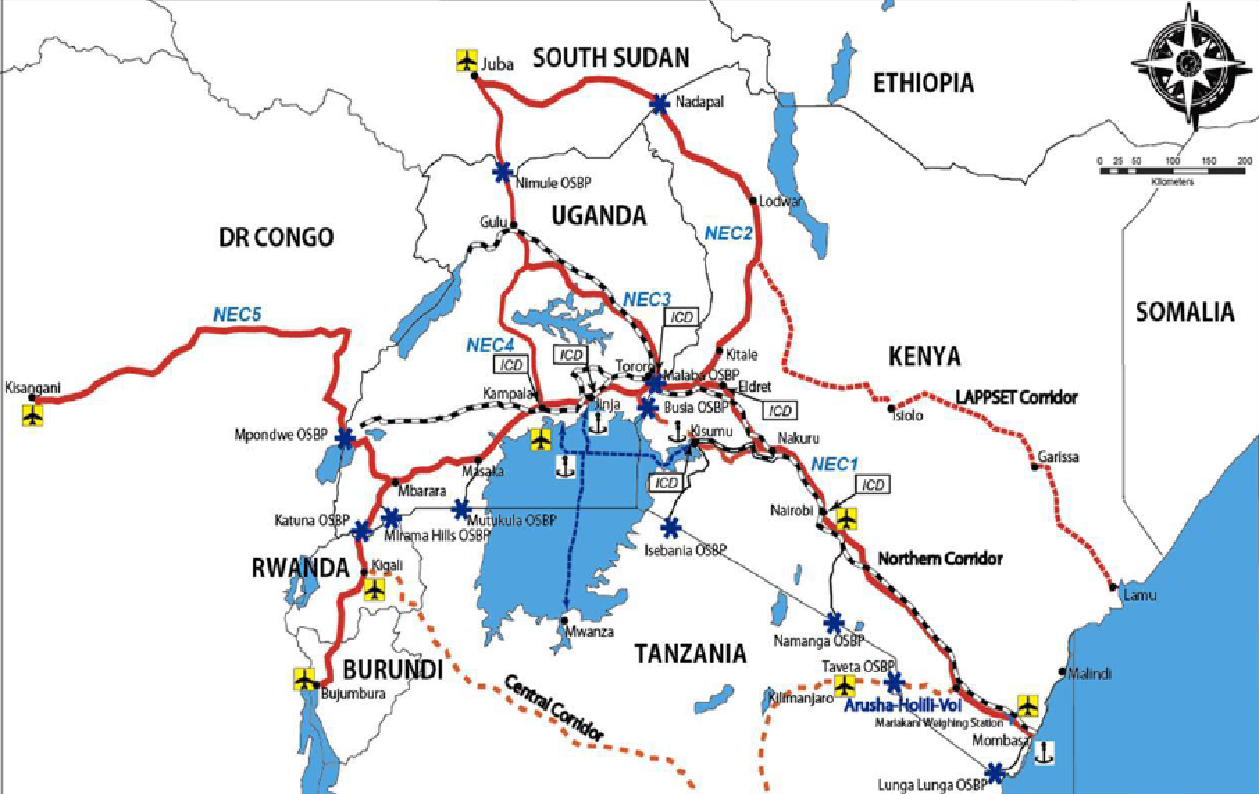 SOUTH SUDAN
Juba
ETHIOPIA
Nadapal
0 25 50 100 150 200
Kilometers
Nimule OSBP
Lodwar
UGANDA
Gulu
DR CONGO
NEC2
NEC3
NEC5
ICD
SOMALIA
NEC4
ICD
ICD
Tororo
Kitale
KENYA
Malaba OSBP
Kisangani
Kampala
Jinja
Eldret
LAPPSET Corridor
Busia OSBP
ICD
Isiolo
Mpondwe OSBP
Kisumu
Nakuru
Garissa
Masaka
NEC1
Mbarara
ICD
ICD
Nairobi
Katuna OSBP
Mutukula OSBP
Mirama Hills OSBP
Isebania OSBP
RWANDA
Kigali
Northern Corridor
Lamu
Mwanza
Namanga OSBP
TANZANIA
BURUNDI
Taveta OSBP
Malindi
Bujumbura
Kilimanjaro
Central Corridor
Arusha-Holili-Voi
Mariakani Weighing Station
Mombasa
Lunga Lunga OSBP